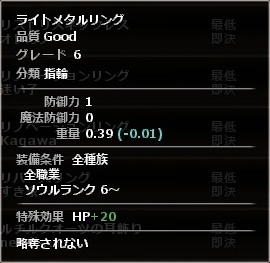 ライトメタルリング
品質 Good
グレード 6
分類 指輪
防御力 1
魔法防御力 0
重量 0.39 (-0.01)
装備条件 全種族
全職業
ソウルランク 6～
特殊効果 HP+20
略奪されない